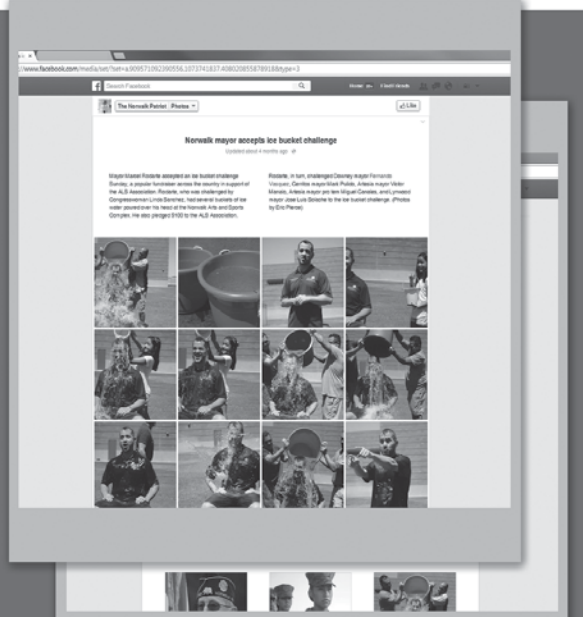 //www.facebook.com/media/set/?set=a.909571092390556.1073741837.408020855878918&type=3
Search Facebook
Home
The Norwalk Patriot Photos
Like
Norwalk mayor accepts ice bucket challenge
Updated about 4 months ago
Mayor Marcel Rodarte accepted an ice bucket challenge
Sunday, a popular fundraiser across the country in support of
the ALS Association. Rodarte, who was challenged by
Congresswoman Linda Sanchez, had several buckets of ice
water poured over his head at the Norwalk Arts and Sports
Complex. He also pledged $100 to the ALS Association.
Rodarte, in turn, challenged Downey mayor Fernando
Vasquez, Cerritos mayor Mark Pulido, Artesia mayor Victor
Manalo, Artesia mayor pro tem Miguel Canales, and Lynwood
mayor Jose Luis Solache to the ice bucket challenge. (Photos
by Eric Pierce)